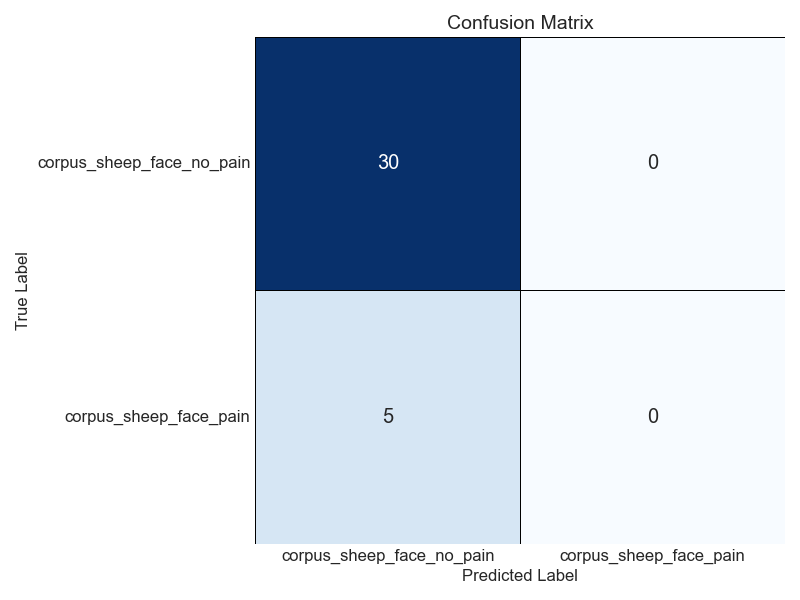 Confusion Matrix
True Label
corpus_sheep_face_no_pain
30
0
corpus_sheep_face_pain
5
0
corpus_sheep_face_no_pain
corpus_sheep_face_pain
Predicted Label